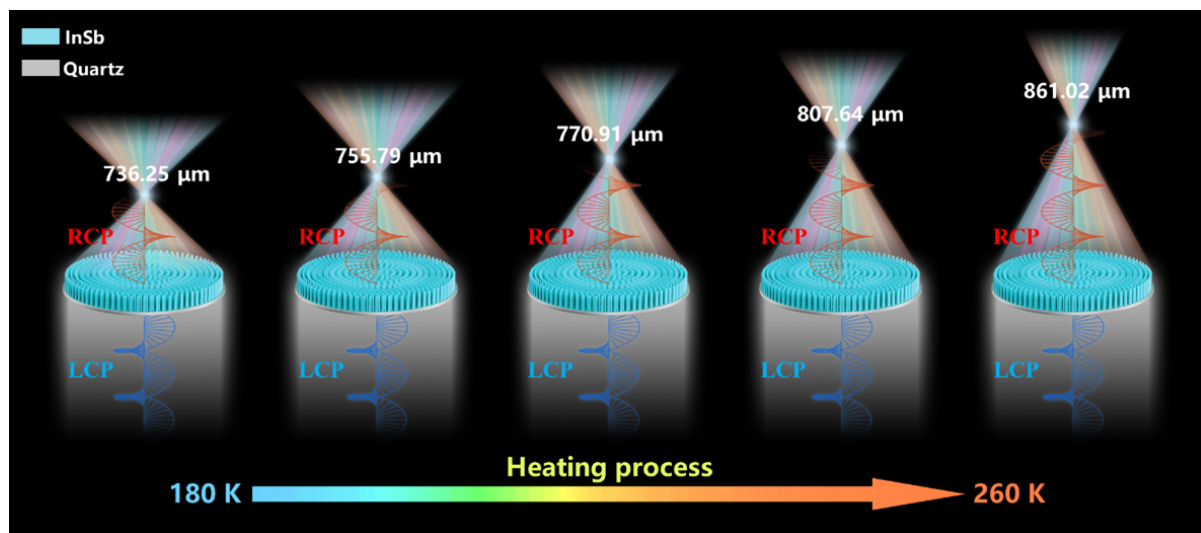 InSb
Quartz
736.25 μm
755.79 μm
770.91 μm
807.64 μm
861.02 μm
RCP
RCP
RCP
RCP
RCP
LCP
LCP
LCP
LCP
LCP
Heating process
180 K
260 K